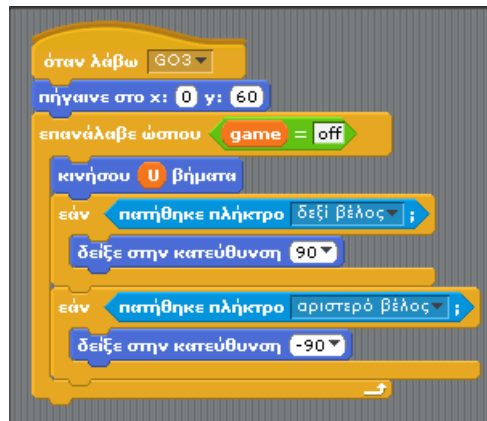 όταν λάβω GO3
πήγαινε στο x: 0 y: 60
επανάλαβε ώσπου game = off
κινήσου U βήματα
εάν πατήθηκε πλήκτρο δεξί βέλος ;
δείξε στην κατεύθυνση 90
εάν πατήθηκε πλήκτρο αριστερό βέλος ;
δείξε στην κατεύθυνση -90